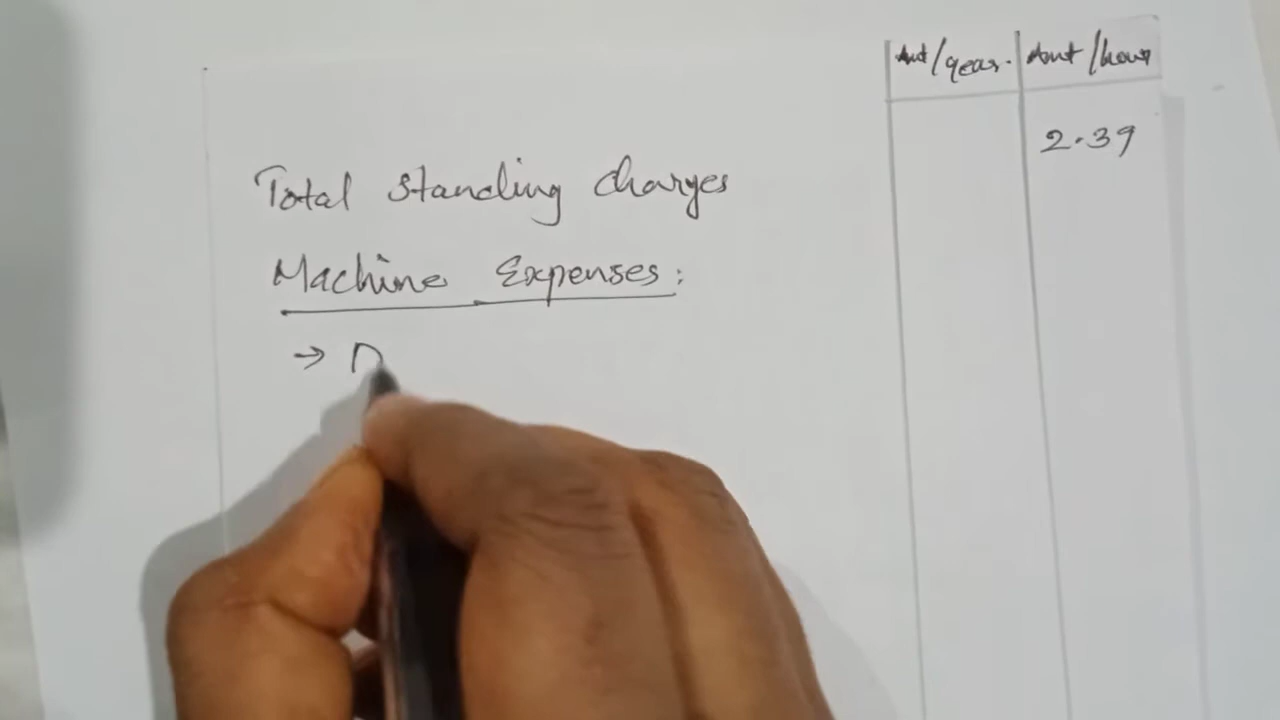 Amt/year. Amt/hour
2.39
Total Standing charges
Machine Expenses:
→ D